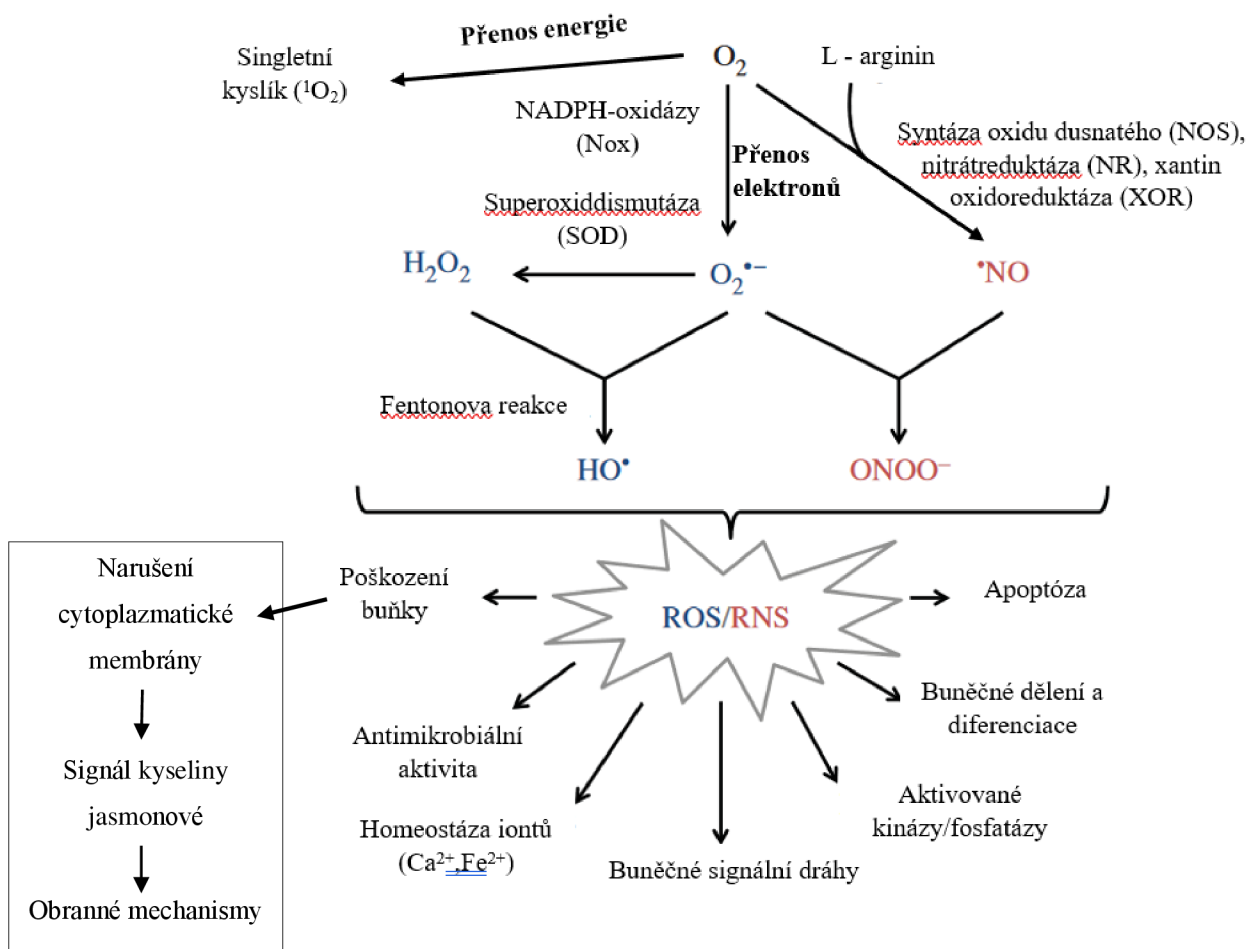 Přenos energie
Singletní
kyslík (¹O₂)
O₂
L - arginin
NADPH-oxidázy
(Nox)
Přenos
elektronů
Syntáza oxidu dusnatého (NOS),
nitrátreduktáza (NR), xantin
oxidoreduktáza (XOR)
Superoxiddismutáza
(SOD)
H₂O₂
O₂•−
•NO
Fentonova reakce
HO•
ONOO−
Narušení
cytoplazmatické
membrány
Signál kyseliny
jasmonové
Obranné mechanismy
Poškození
buňky
ROS/RNS
Apoptóza
Buněčné dělení a
diferenciace
Antimikrobiální
aktivita
Homeostáza iontů
(Ca²⁺,Fe²⁺)
Buněčné signální dráhy
Aktivované
kinázy/fosfatázy